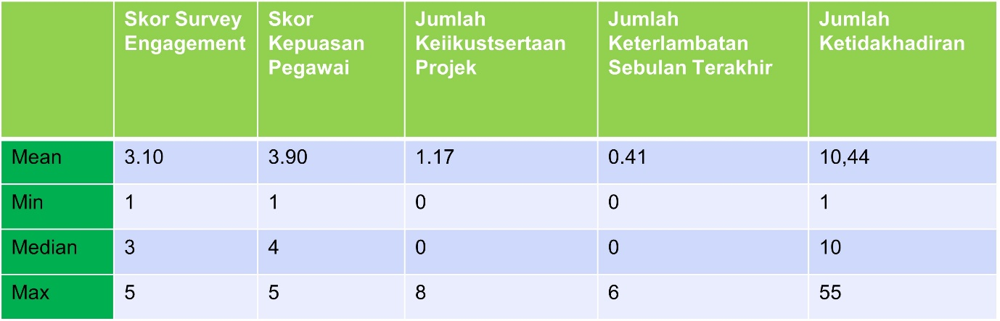 Skor Survey Engagement
Skor Kepuasan Pegawai
Jumlah Keiikustsertaan Projek
Jumlah Keterlambatan Sebulan Terakhir
Jumlah Ketidakhadiran
Mean 3.10 3.90 1.17 0.41 10,44
Min 1 1 0 0 1
Median 3 4 0 0 10
Max 5 5 8 6 55